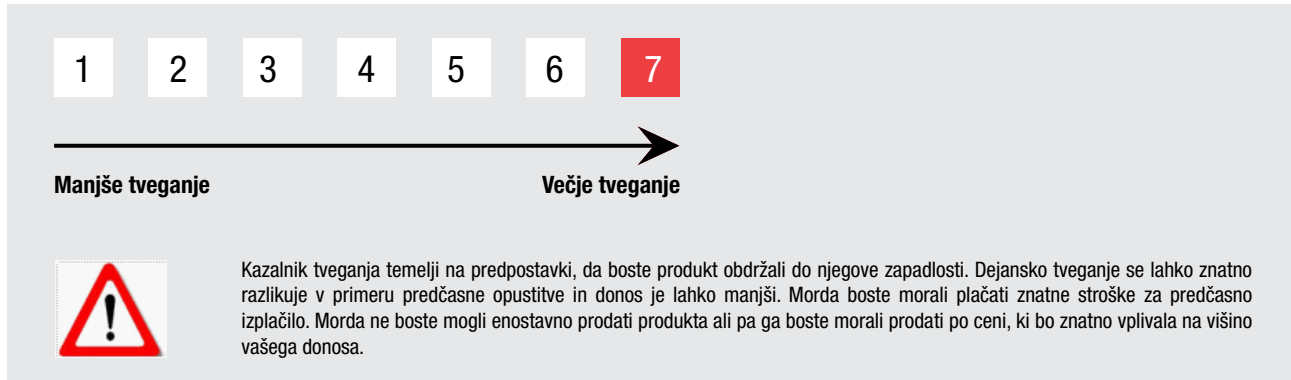 1 2 3 4 5 6 7
Manjše tveganje Večje tveganje
Kazalnik tveganja temelji na predpostavki, da boste produkt obdržali do njegove zapadlosti. Dejansko tveganje se lahko znatno
razlikuje v primeru predčasne opustitve in donos je lahko manjši. Morda boste morali plačati znatne stroške za predčasno
izplačilo. Morda ne boste mogli enostavno prodati produkta ali pa ga boste morali prodati po ceni, ki bo znatno vplivala na višino
vašega donosa.